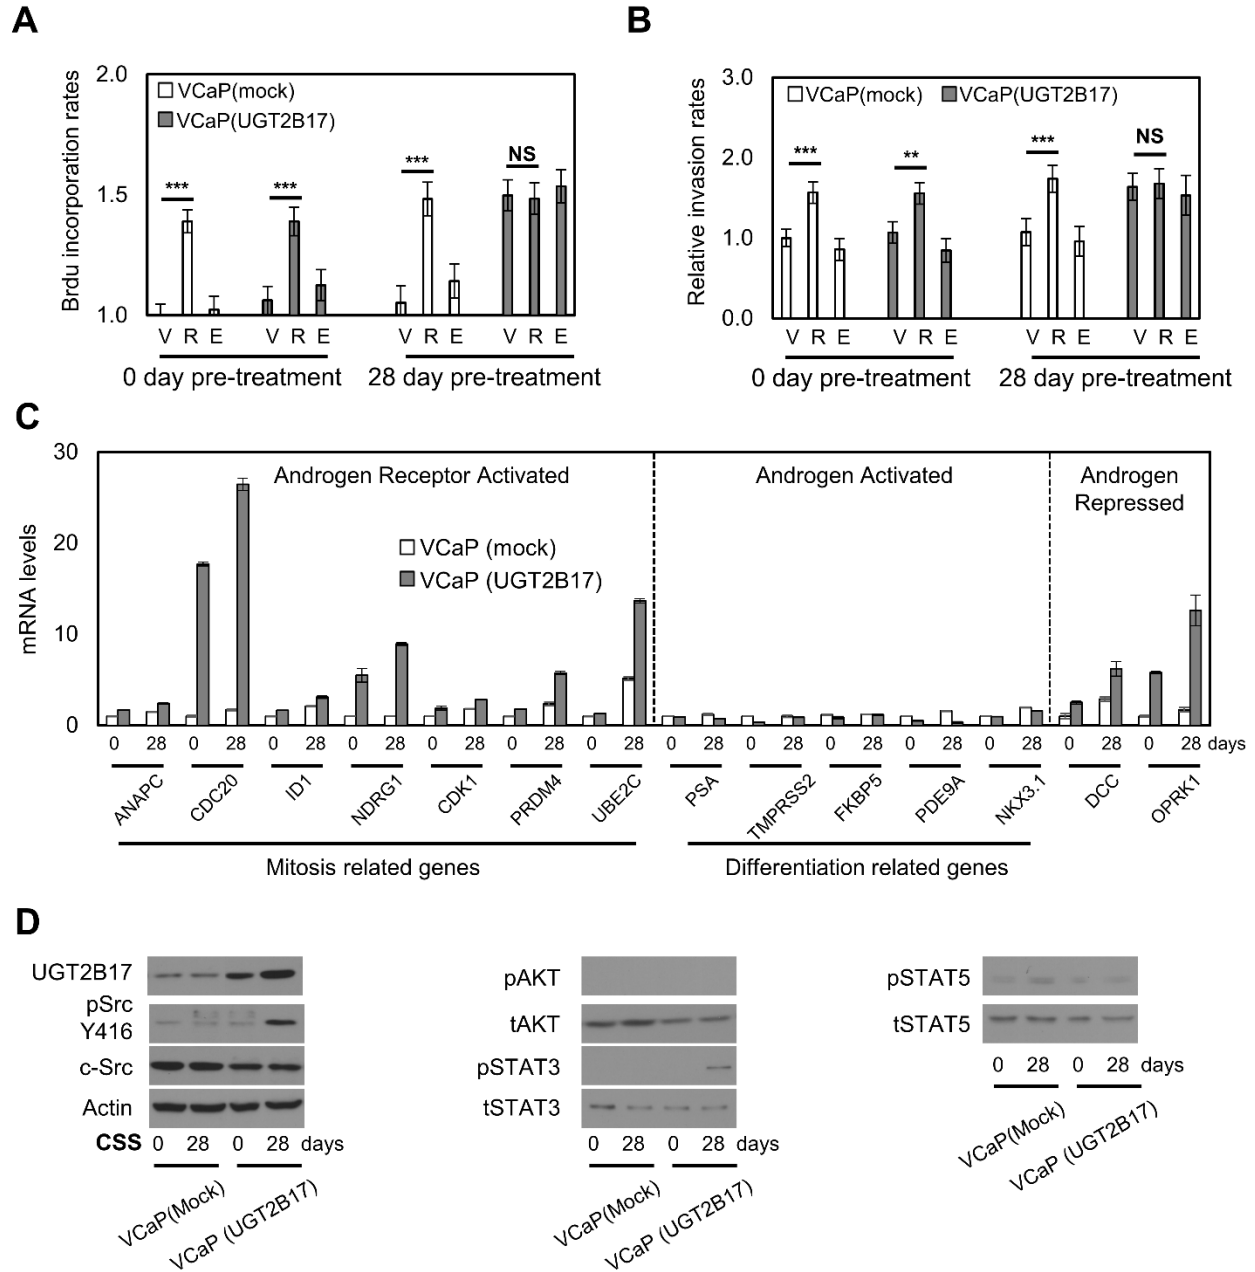 A
2.0
1.5
1.0
Brdu incorporation rates
VCaP(mock)
VCaP(UGT2B17)
***
***
***
NS
V R E V R E V R E V R E
0 day pre-treatment 28 day pre-treatment
B
3.0
2.0
1.0
0.0
Relative invasion rates
VCaP(mock) VCaP(UGT2B17)
***
**
***
NS
V R E V R E V R E V R E
0 day pre-treatment 28 day pre-treatment
C
30
20
10
0
mRNA levels
Androgen Receptor Activated
Androgen Activated
Androgen
Repressed
VCaP (mock)
VCaP (UGT2B17)
0 28 0 28 0 28 0 28 0 28 0 28 0 28 0 28 0 28 0 28 0 28 0 28 0 28 0 28 days
ANAPC CDC20 ID1 NDRG1 CDK1 PRDM4 UBE2C PSA TMPRSS2 FKBP5 PDE9A NKX3.1 DCC OPRK1
Mitosis related genes Differentiation related genes
D
UGT2B17
pSrc
Y416
c-Src
Actin
CSS 0 28 0 28 days
VCaP(Mock)
VCaP (UGT2B17)
pAKT
tAKT
pSTAT3
tSTAT3
0 28 0 28 days
VCaP(Mock)
VCaP (UGT2B17)
pSTAT5
tSTAT5
0 28 0 28 days
VCaP(Mock)
VCaP (UGT2B17)